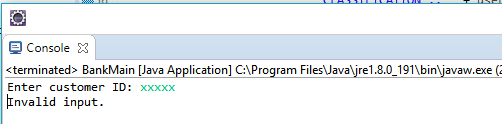 Console
<terminated> BankMain [Java Application] C:\Program Files\Java\jre1.8.0_191\bin\javaw.exe (2
Enter customer ID: xxxxx
Invalid input.